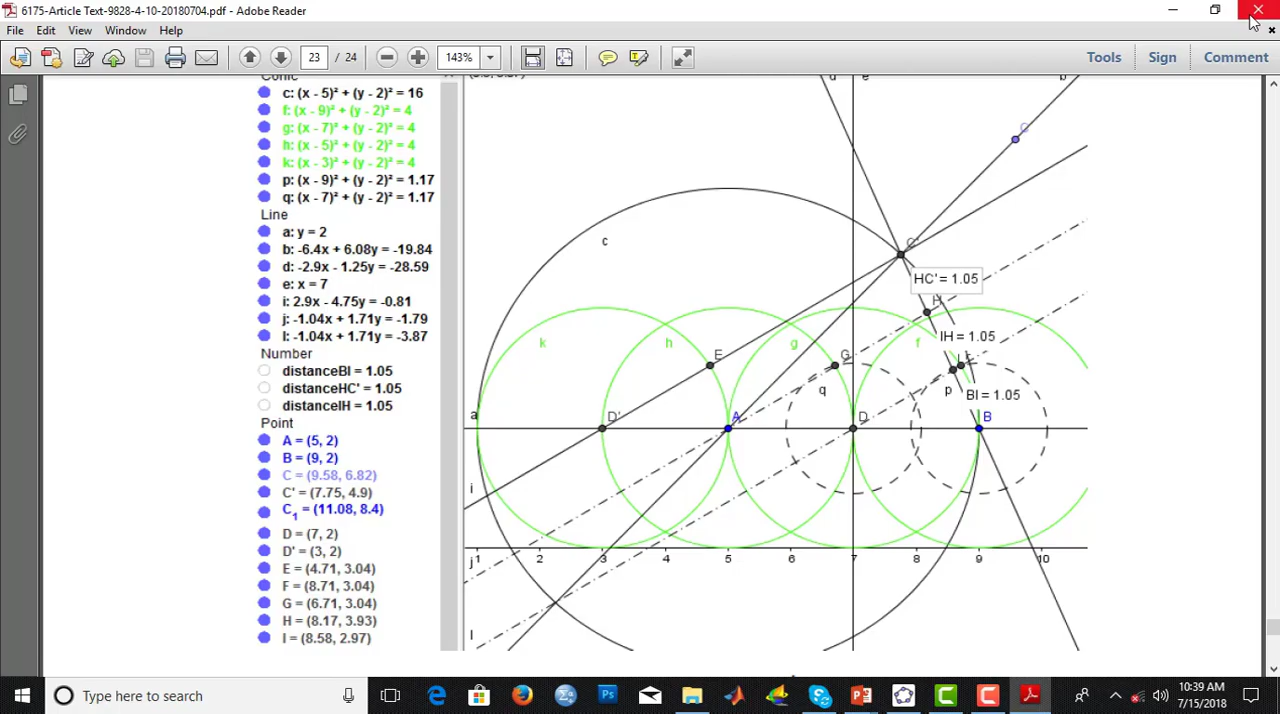 6175-Article Text-9828-4-10-20180704.pdf - Adobe Reader
File Edit View Window Help
23 / 24 143% Tools Sign Comment
Conic
c: (x - 5)² + (y - 2)² = 16
f: (x - 9)² + (y - 2)² = 4
g: (x - 7)² + (y - 2)² = 4
h: (x - 5)² + (y - 2)² = 4
k: (x - 3)² + (y - 2)² = 4
p: (x - 9)² + (y - 2)² = 1.17
q: (x - 7)² + (y - 2)² = 1.17
Line
a: y = 2
b: -6.4x + 6.08y = -19.84
d: -2.9x - 1.25y = -28.59
e: x = 7
i: 2.9x - 4.75y = -0.81
j: -1.04x + 1.71y = -1.79
l: -1.04x + 1.71y = -3.87
Number
distanceBI = 1.05
distanceHC' = 1.05
distanceIH = 1.05
Point
A = (5, 2)
B = (9, 2)
C = (9.58, 6.82)
C' = (7.75, 4.9)
C₁ = (11.08, 8.4)
D = (7, 2)
D' = (3, 2)
E = (4.71, 3.04)
F = (8.71, 3.04)
G = (6.71, 3.04)
H = (8.17, 3.93)
I = (8.58, 2.97)
d e b
C
c C'
HC' = 1.05
H
k h g f IH = 1.05
E G
q p BI = 1.05
a D' A D B
i
1 2 3 4 5 6 7 8 9 10
j
l
Type here to search
10:39 AM
7/15/2018